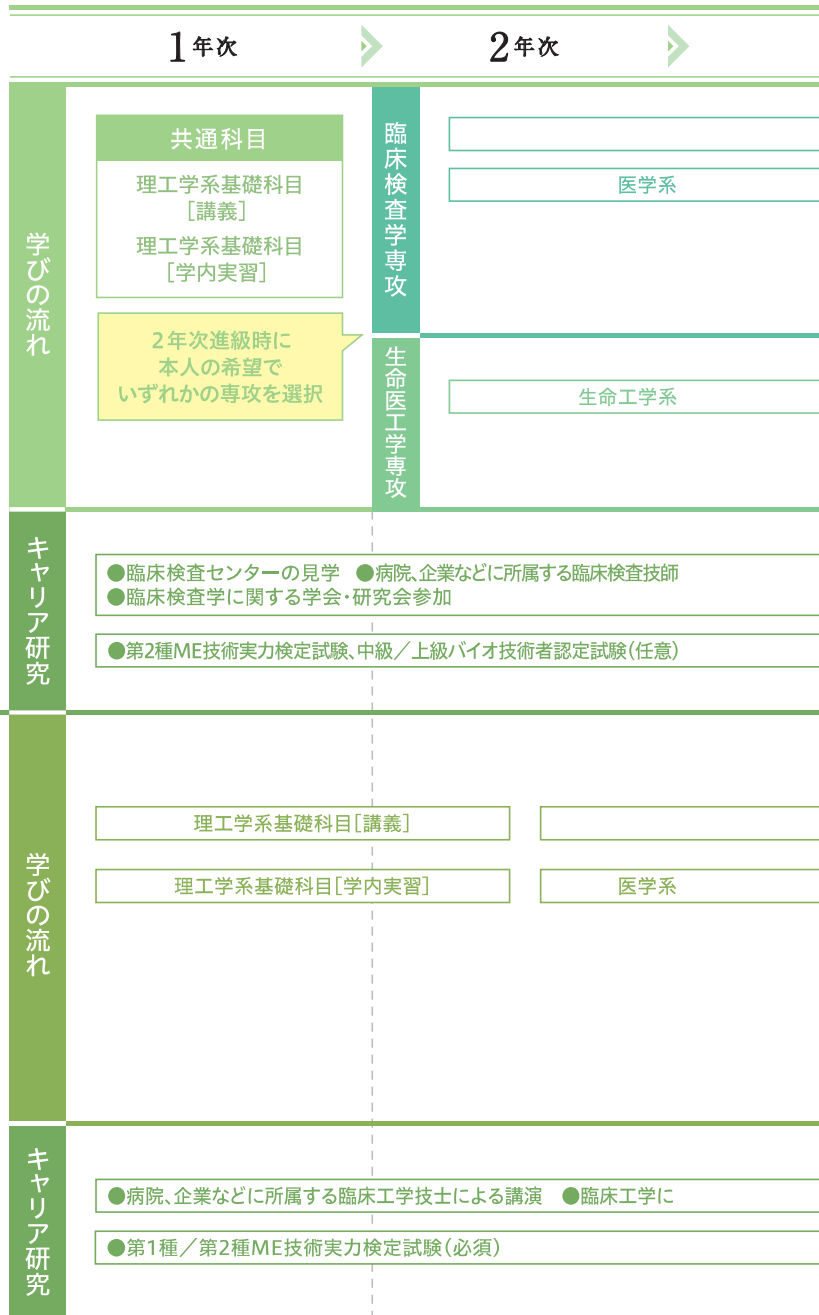 1年次
2年次
学びの流れ
共通科目
理工学系基礎科目
[講義]
理工学系基礎科目
[学内実習]
2年次進級時に
本人の希望で
いずれかの専攻を選択
臨床検査学専攻
医学系
生命医工学専攻
生命工学系
キャリア研究
●臨床検査センターの見学 ●病院、企業などに所属する臨床検査技師
●臨床検査学に関する学会・研究会参加
●第2種ME技術実力検定試験、中級／上級バイオ技術者認定試験(任意)
学びの流れ
理工学系基礎科目[講義]
理工学系基礎科目[学内実習]
医学系
キャリア研究
●病院、企業などに所属する臨床工学技士による講演 ●臨床工学に
●第1種／第2種ME技術実力検定試験(必須)